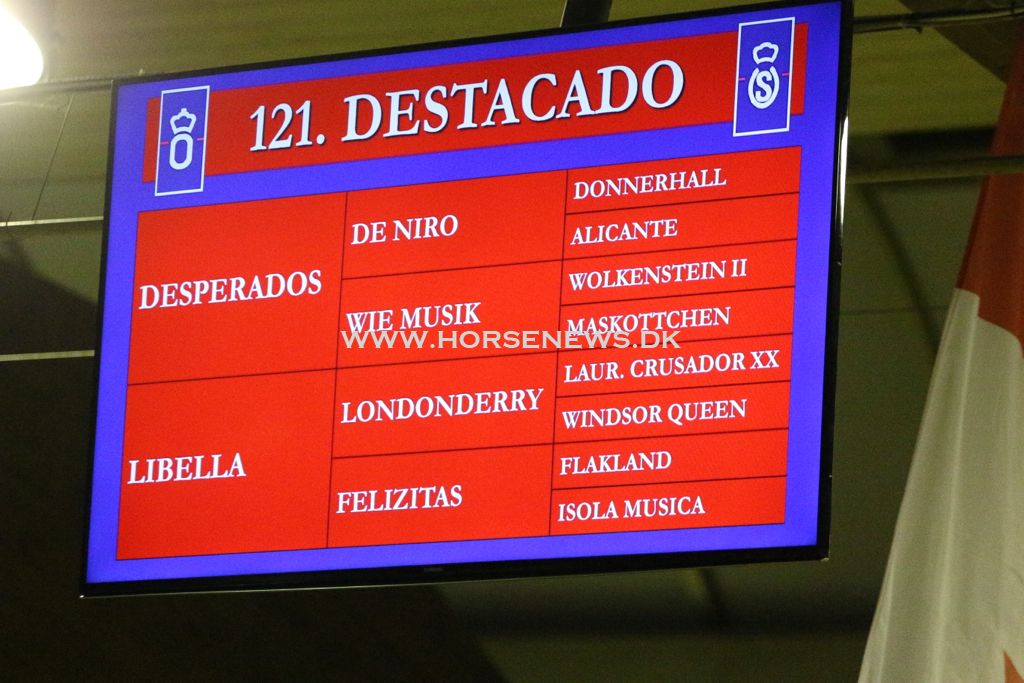 121. DESTACADO
O
S
DESPERADOS
DE NIRO
DONNERHALL
ALICANTE
WIE MUSIK
WOLKENSTEIN II
MASKOTTCHEN
LIBELLA
LONDONDERRY
LAUR. CRUSADOR XX
WINDSOR QUEEN
FELIZITAS
FLAKLAND
ISOLA MUSICA
WWW.HORSENEWS.DK